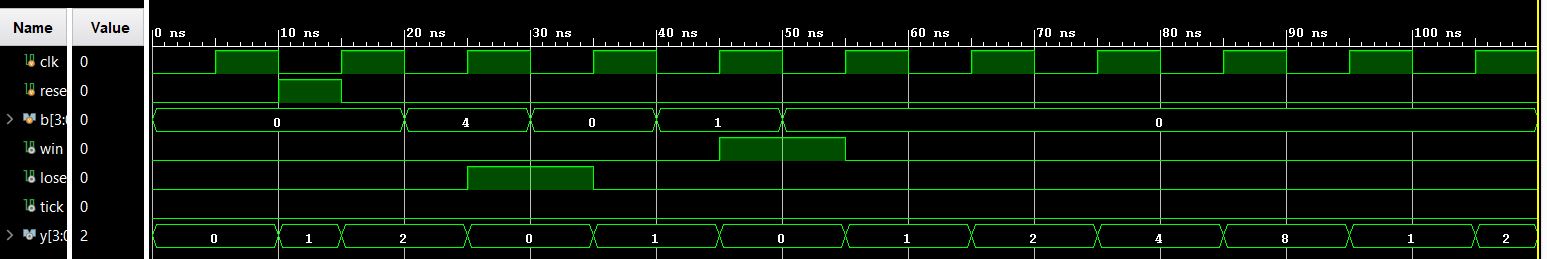 Name Value 0 ns 10 ns 20 ns 30 ns 40 ns 50 ns 60 ns 70 ns 80 ns 90 ns 100 ns
clk 0
rese 0
b[3:0 0 0 4 0 1 0
win 0
lose 0
tick 0
y[3:0 2 0 1 2 0 1 0 1 2 4 8 1 2